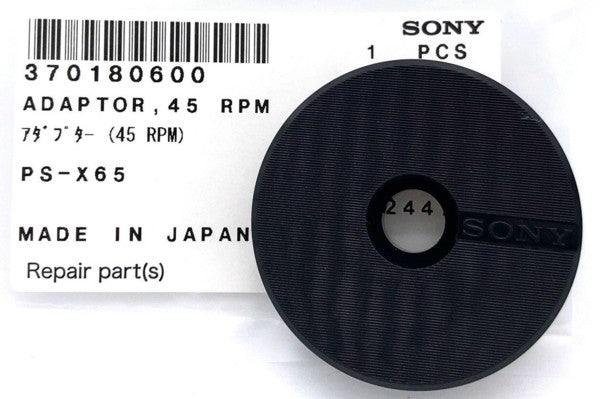 SONY
1 PCS
370180600
ADAPTOR,45 RPM
ｱﾀﾞﾌﾟﾀｰ (45 RPM)
PS-X65
244
SONY
MADE IN JAPAN
Repair part(s)